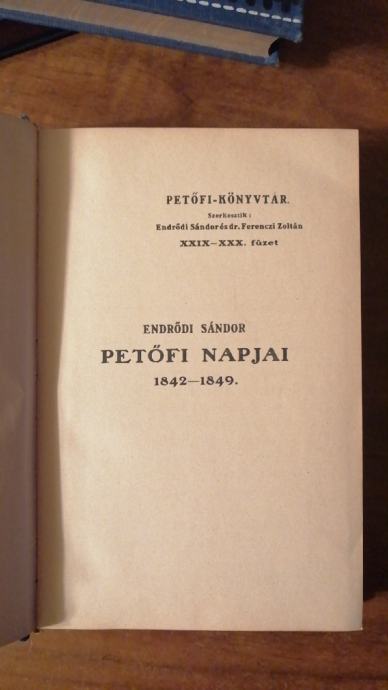 PETŐFI-KÖNYVTÁR.
Szerkesztik:
Endrődi Sándor és dr. Ferenczi Zoltán
XXIX—XXX. füzet
ENDRŐDI SÁNDOR
PETŐFI NAPJAI
1842—1849.